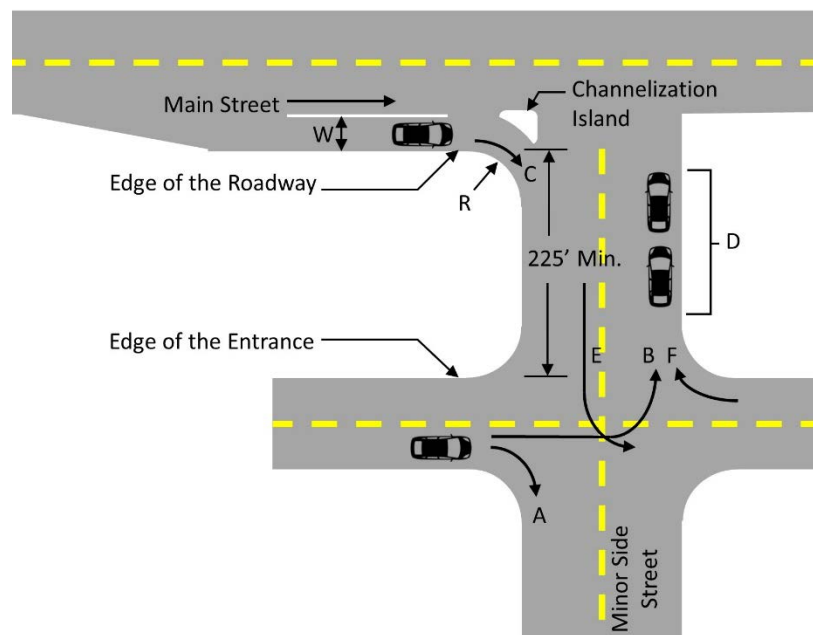 Channelization
Island
Main Street
W
Edge of the Roadway
C
R
D
225' Min.
Edge of the Entrance
E
B
F
A
Minor Side
Street